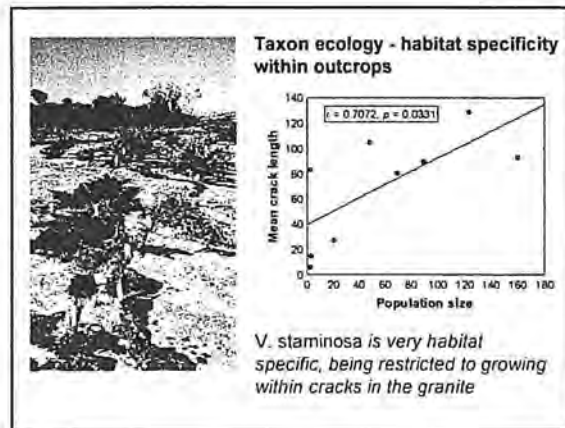 Taxon ecology - habitat specificity
within outcrops
r = 0.7072, p = 0.0331
Mean crack length
140
120
100
80
60
40
20
0
0 20 40 60 80 100 120 140 160 180
Population size
V. staminosa is very habitat
specific, being restricted to growing
within cracks in the granite